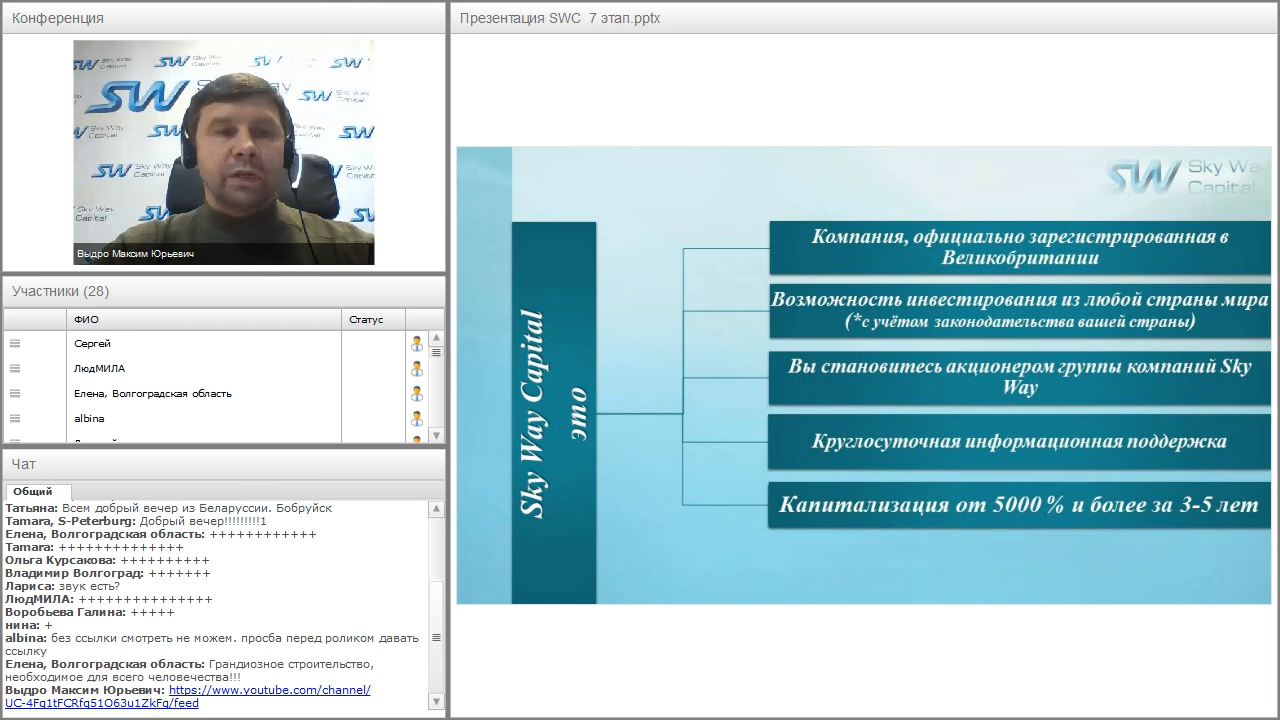 Конференция
SW Sky Way Capital
Выдро Максим Юрьевич
Участники (28)
ФИО
Статус
Сергей
ЛюдМИЛА
Елена, Волгоградская область
albina
Чат
Общий
Татьяна: Всем добрый вечер из Беларуссии. Бобруйск
Tamara, S-Peterburg: Добрый вечер!!!!!!!!!1
Елена, Волгоградская область: ++++++++++++
Tamara: ++++++++++++++
Ольга Курсакова: ++++++++++
Владимир Волгоград: +++++++
Лариса: звук есть?
ЛюдМИЛА: +++++++++++++++
Воробьева Галина: +++++
нина: +
albina: без ссылки смотреть не можем. просба перед роликом давать
ссылку
Елена, Волгоградская область: Грандиозное строительство,
необходимое для всего человечества!!!
Выдро Максим Юрьевич: https://www.youtube.com/channel/
UC-4Fg1tFCRfg51O63u1ZkFg/feed
Презентация SWC 7 этап.pptx
SW Sky Wa
Capital
Sky Way Capital
это
Компания, официально зарегистрированная в
Великобритании
Возможность инвестирования из любой страны мира
(*с учётом законодательства вашей страны)
Вы становитесь акционером группы компаний Sky
Way
Круглосуточная информационная поддержка
Капитализация от 5000 % и более за 3-5 лет